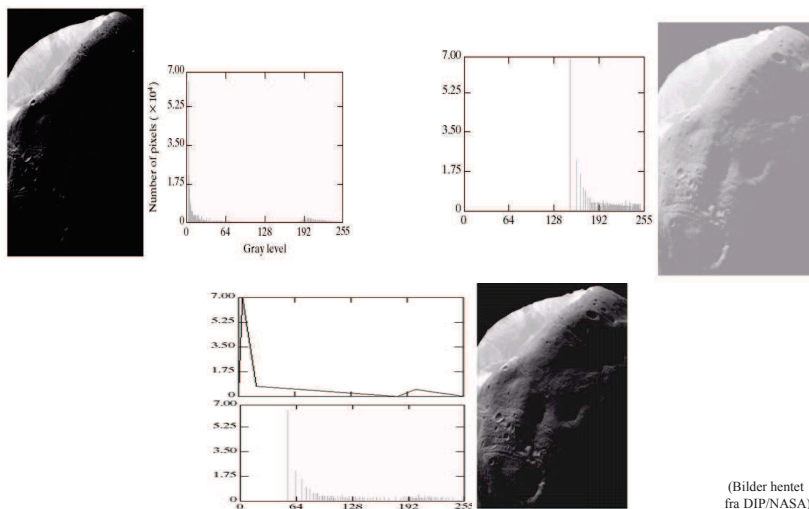 7.00
5.25
3.50
1.75
0
0 64 128 192 255
Number of pixels ( × 10⁴)
Gray level
7.00
5.25
3.50
1.75
0
0 64 128 192 255
7.00
5.25
3.50
1.75
0
0 64 128 192 255
7.00
5.25
3.50
1.75
0
0 64 128 192 255
(Bilder hentet
fra DIP/NASA)